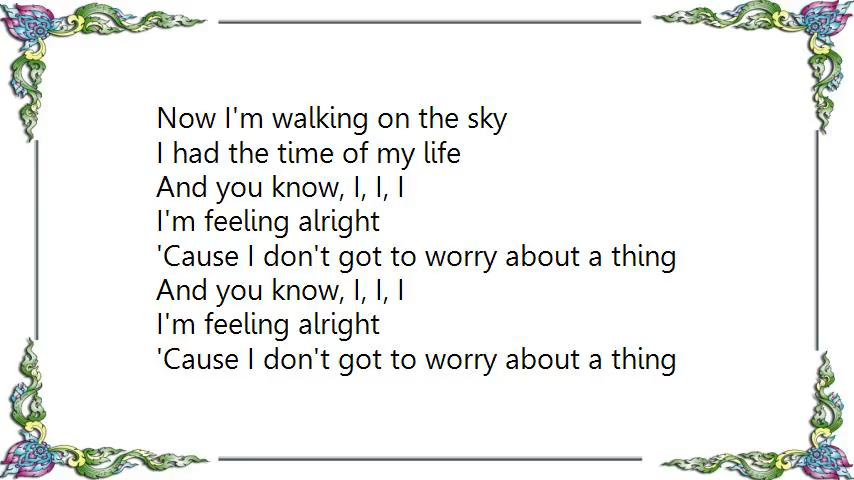 Now I'm walking on the sky
I had the time of my life
And you know, I, I, I
I'm feeling alright
'Cause I don't got to worry about a thing
And you know, I, I, I
I'm feeling alright
'Cause I don't got to worry about a thing